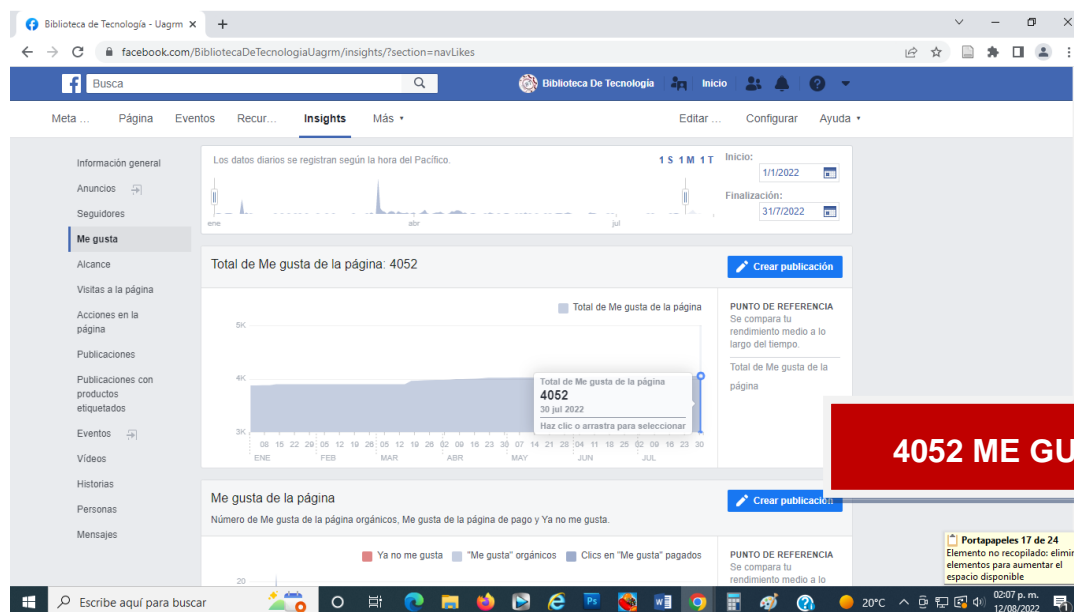 Biblioteca de Tecnología - Uagrm
facebook.com/BibliotecaDeTecnologiaUagrm/insights/?section=navLikes
Busca
Biblioteca De Tecnología
Inicio
Meta ... Página Eventos Recur... Insights Más
Editar ... Configurar Ayuda
Información general
Anuncios
Seguidores
Me gusta
Alcance
Visitas a la página
Acciones en la
página
Publicaciones
Publicaciones con
productos
etiquetados
Eventos
Vídeos
Historias
Personas
Mensajes
Los datos diarios se registran según la hora del Pacífico.
1 S 1 M 1 T
Inicio:
1/1/2022
Finalización:
31/7/2022
ene abr jul
Total de Me gusta de la página: 4052
Crear publicación
Total de Me gusta de la página
5K
4K
3K
Total de Me gusta de la página
4052
30 jul 2022
Haz clic o arrastra para seleccionar
08 15 22 29 05 12 19 26 05 12 19 26 02 09 16 23 30 07 14 21 28 04 11 18 25 02 09 16 23 30
ENE FEB MAR ABR MAY JUN JUL
PUNTO DE REFERENCIA
Se compara tu
rendimiento medio a lo
largo del tiempo.
Total de Me gusta de la
página
4052 ME GU
Me gusta de la página
Crear publicación
Número de Me gusta de la página orgánicos, Me gusta de la página de pago y Ya no me gusta.
Ya no me gusta "Me gusta" orgánicos Clics en "Me gusta" pagados
20
PUNTO DE REFERENCIA
Se compara tu
rendimiento medio a lo
Portapapeles 17 de 24
Elemento no recopilado: elimin
elementos para aumentar el
espacio disponible
Escribe aquí para buscar
20°C
02:07 p. m.
12/08/2022